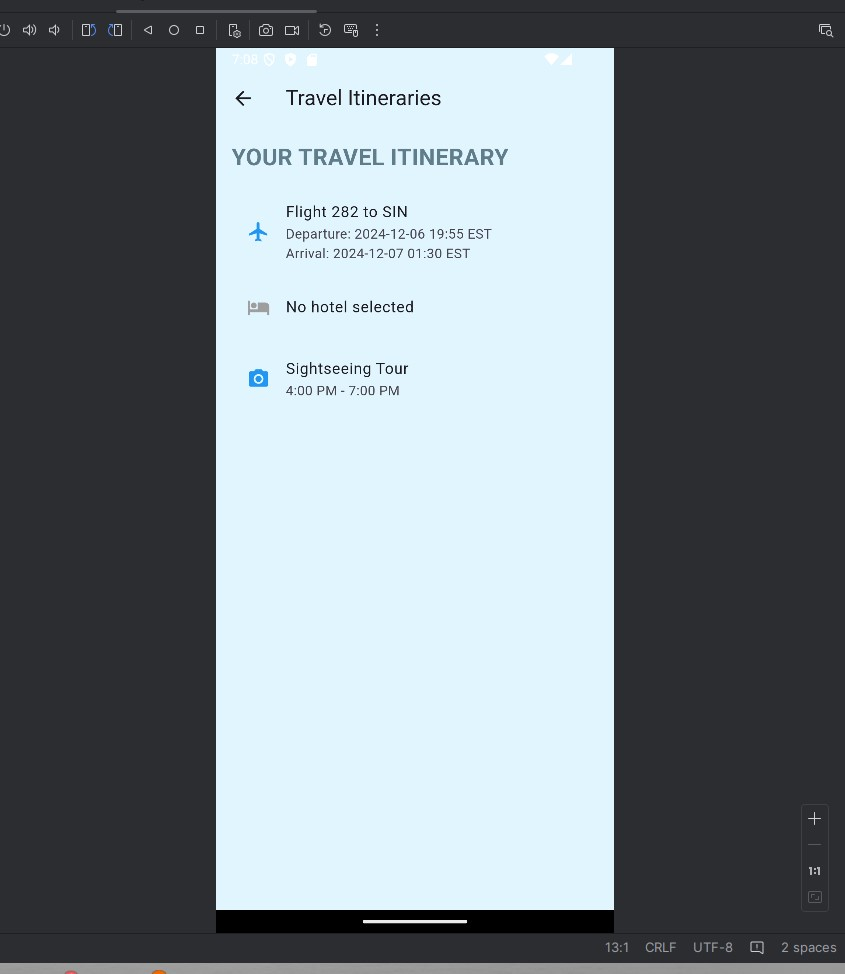 7:08
Travel Itineraries
YOUR TRAVEL ITINERARY
Flight 282 to SIN
Departure: 2024-12-06 19:55 EST
Arrival: 2024-12-07 01:30 EST
No hotel selected
Sightseeing Tour
4:00 PM - 7:00 PM
1:1
13:1 CRLF UTF-8 2 spaces